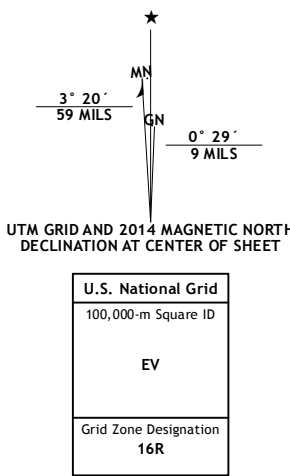 ★
MN
3° 20´
59 MILS
GN
0° 29´
9 MILS
UTM GRID AND 2014 MAGNETIC NORTH
DECLINATION AT CENTER OF SHEET
U.S. National Grid
100,000-m Square ID
EV
Grid Zone Designation
16R